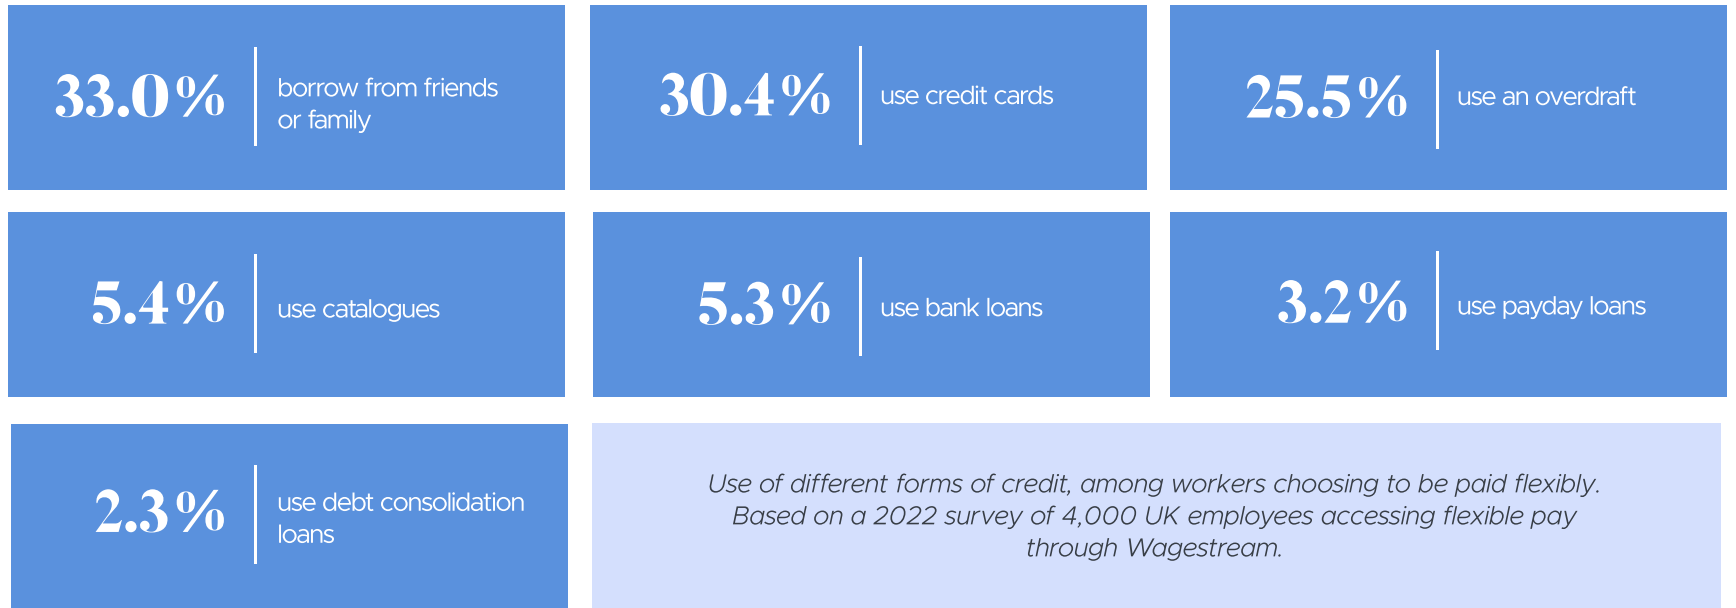 33.0%
borrow from friends
or family
30.4%
use credit cards
25.5%
use an overdraft
5.4%
use catalogues
5.3%
use bank loans
3.2%
use payday loans
2.3%
use debt consolidation
loans
Use of different forms of credit, among workers choosing to be paid flexibly.
Based on a 2022 survey of 4,000 UK employees accessing flexible pay
through Wagestream.